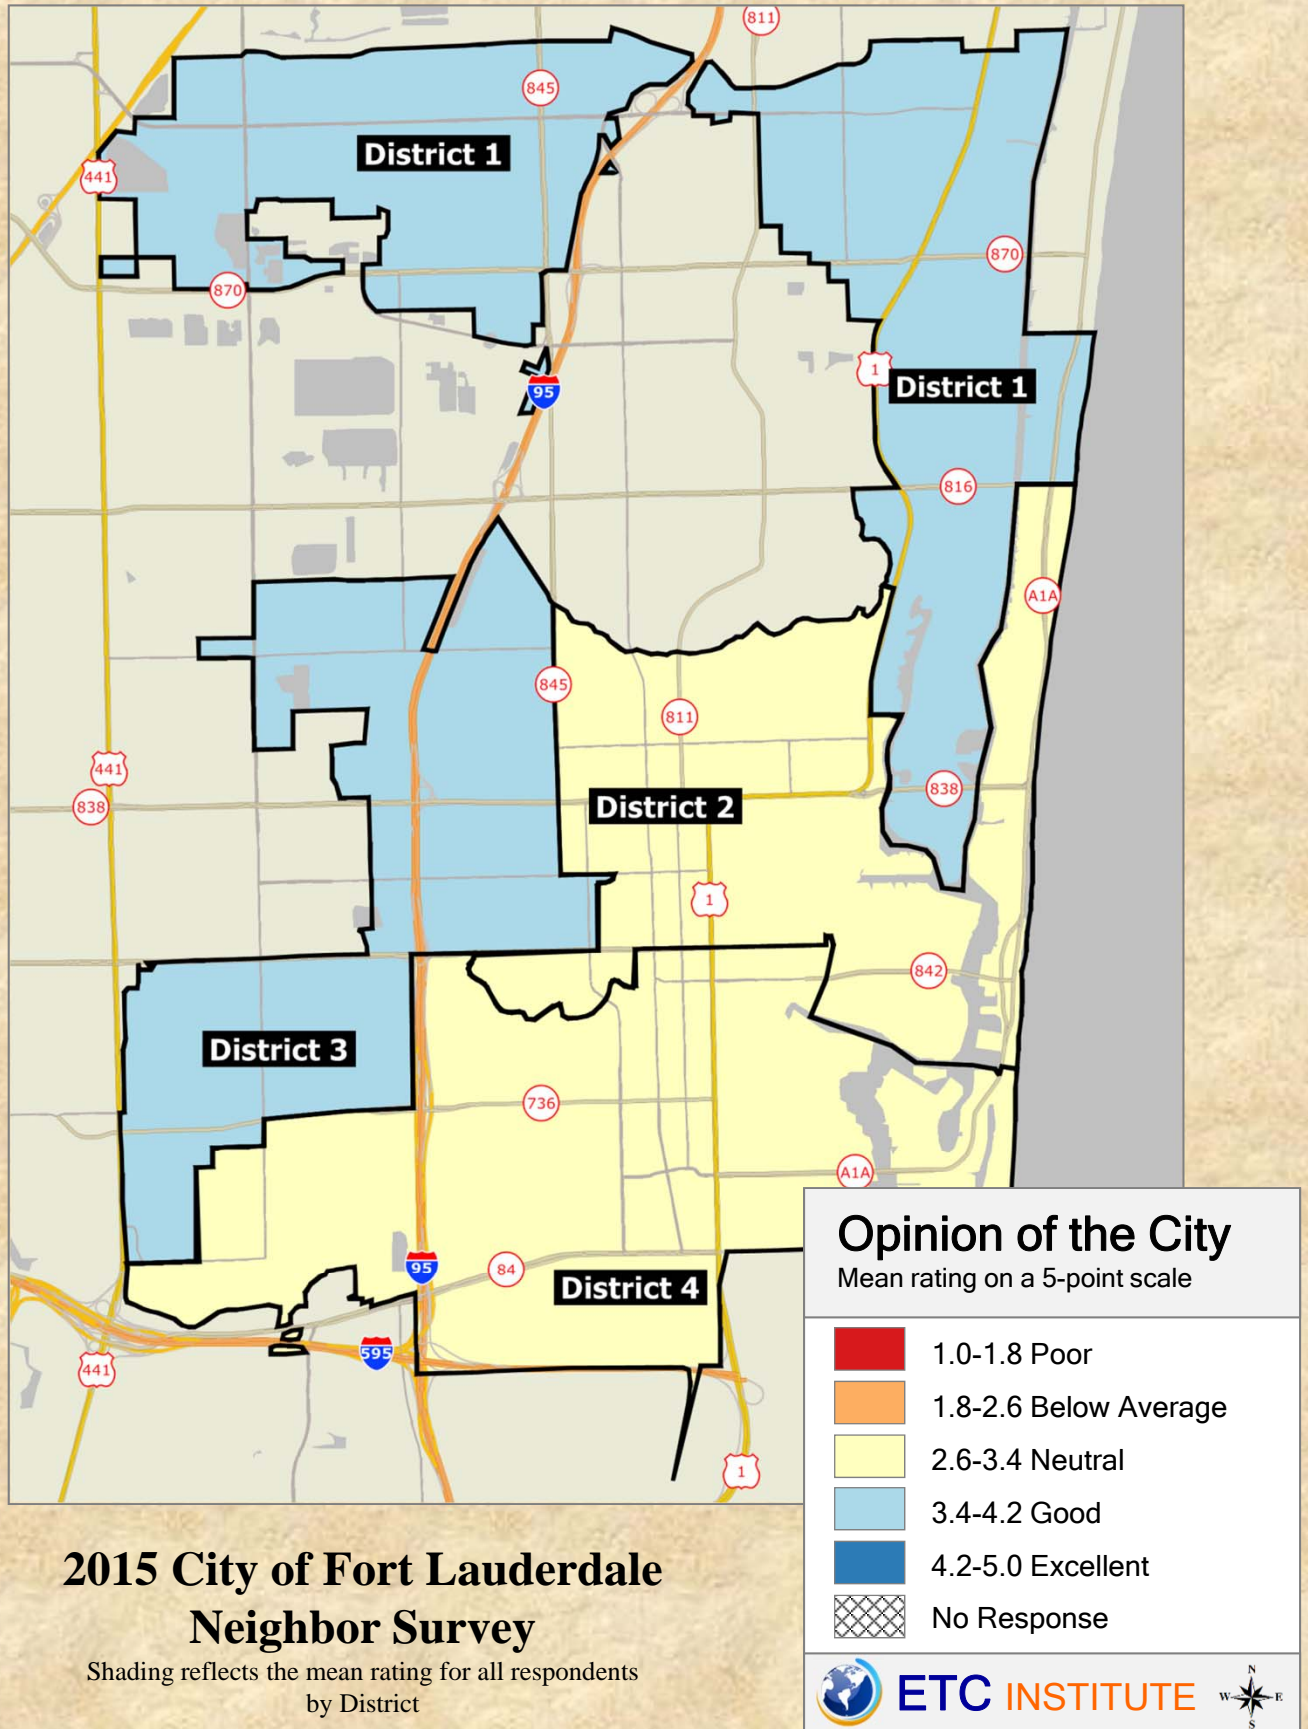 811
845
District 1
441
870
870
95
1
District 1
816
A1A
845
811
441
838
838
District 2
1
842
District 3
736
A1A
95
84
District 4
595
441
1
Opinion of the City
Mean rating on a 5-point scale
1.0-1.8 Poor
1.8-2.6 Below Average
2.6-3.4 Neutral
3.4-4.2 Good
4.2-5.0 Excellent
No Response
2015 City of Fort Lauderdale
Neighbor Survey
Shading reflects the mean rating for all respondents
by District
ETC INSTITUTE
N
W E
S